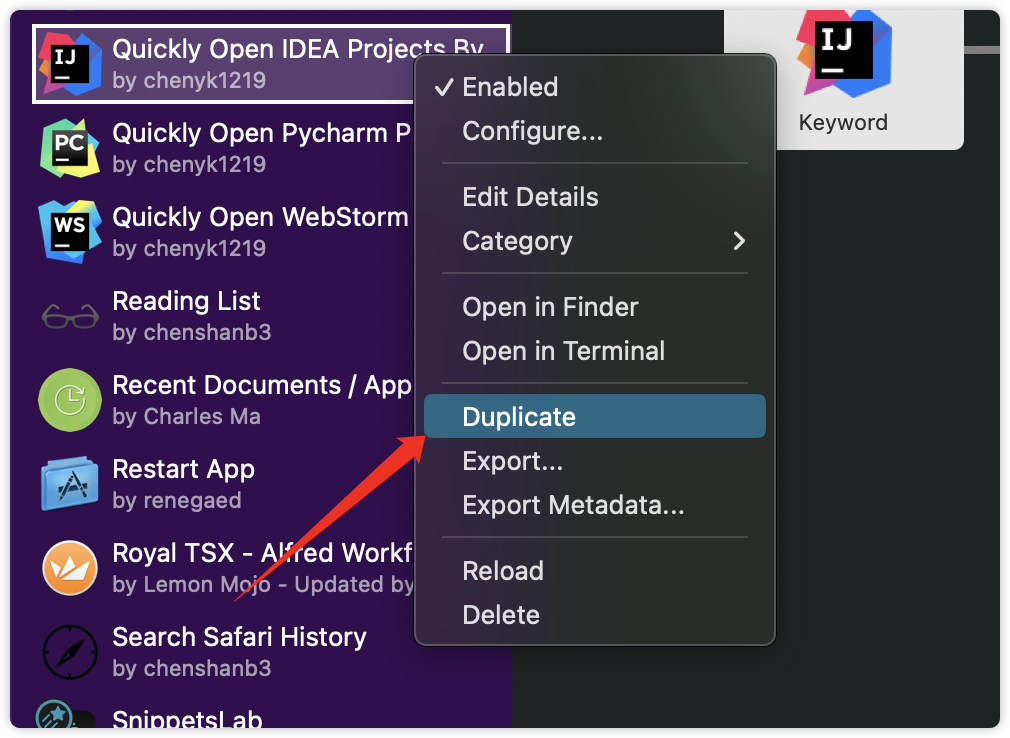 Quickly Open IDEA Projects By
by chenyk1219
Quickly Open Pycharm P
by chenyk1219
Quickly Open WebStorm
by chenyk1219
Reading List
by chenshanb3
Recent Documents / App
by Charles Ma
Restart App
by renegaed
Royal TSX - Alfred Workf
by Lemon Mojo - Updated by
Search Safari History
by chenshanb3
SnippetsLab
IJ
PC
WS
✓ Enabled
Configure...
Edit Details
Category
Open in Finder
Open in Terminal
Duplicate
Export...
Export Metadata...
Reload
Delete
IJ
Keyword